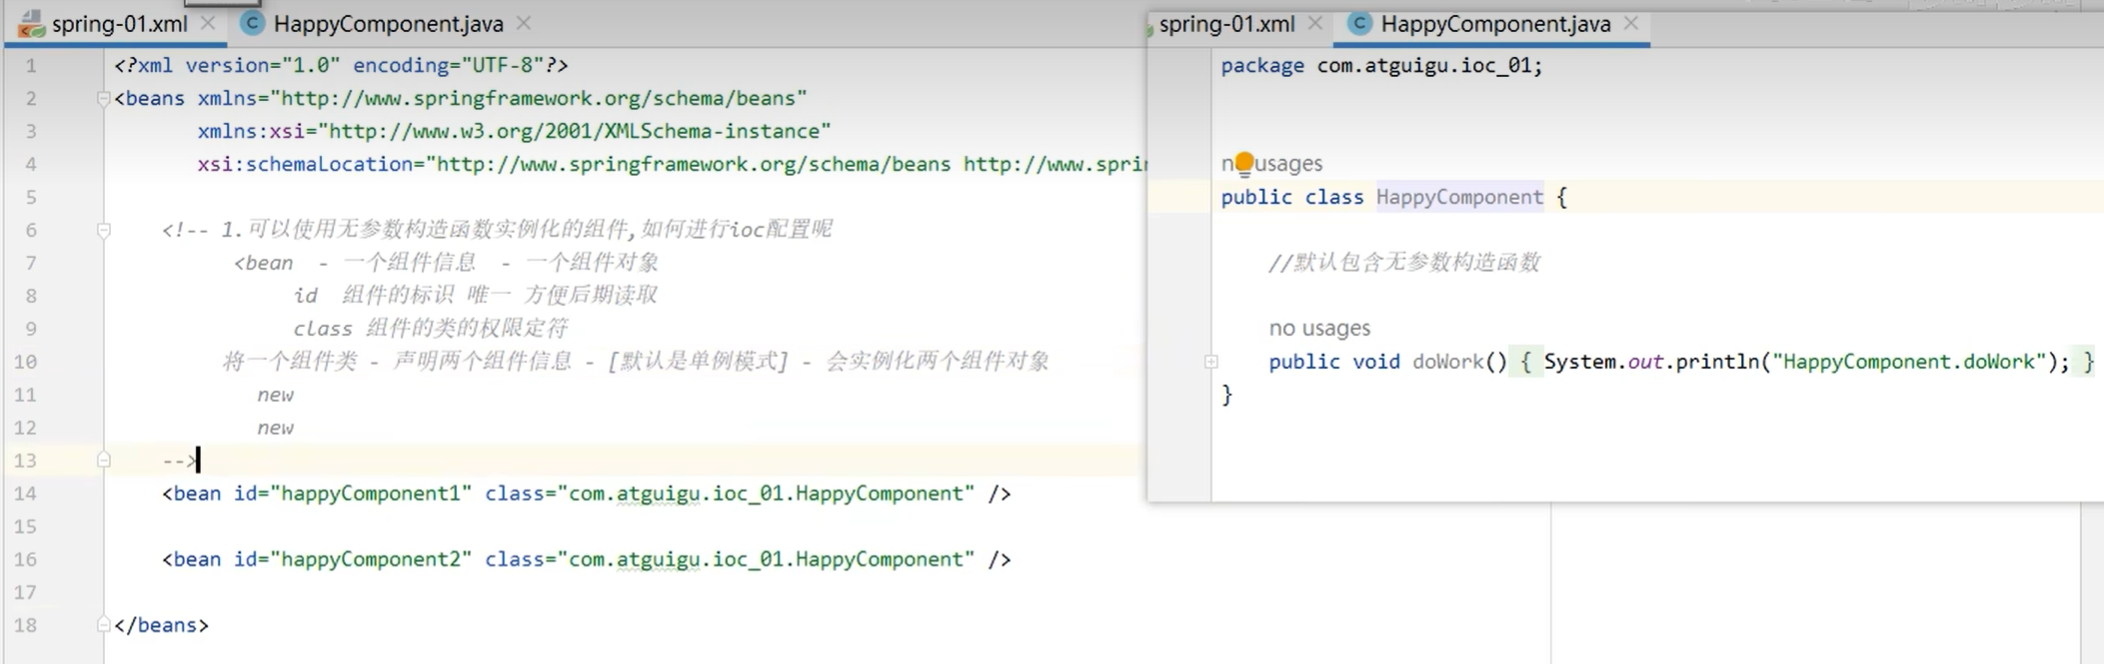 spring-01.xml
HappyComponent.java
1 <?xml version="1.0" encoding="UTF-8"?>
2 <beans xmlns="http://www.springframework.org/schema/beans"
3 xmlns:xsi="http://www.w3.org/2001/XMLSchema-instance"
4 xsi:schemaLocation="http://www.springframework.org/schema/beans http://www.sprin
5
6 <!-- 1.可以使用无参数构造函数实例化的组件,如何进行ioc配置呢
7 <bean - 一个组件信息 - 一个组件对象
8 id 组件的标识 唯一 方便后期读取
9 class 组件的类的权限定符
10 将一个组件类 - 声明两个组件信息 - [默认是单例模式] - 会实例化两个组件对象
11 new
12 new
13 -->
14 <bean id="happyComponent1" class="com.atguigu.ioc_01.HappyComponent" />
15
16 <bean id="happyComponent2" class="com.atguigu.ioc_01.HappyComponent" />
17
18 </beans>
spring-01.xml
HappyComponent.java
package com.atguigu.ioc_01;
usages
public class HappyComponent {
//默认包含无参数构造函数
no usages
public void doWork() { System.out.println("HappyComponent.doWork"); }
}